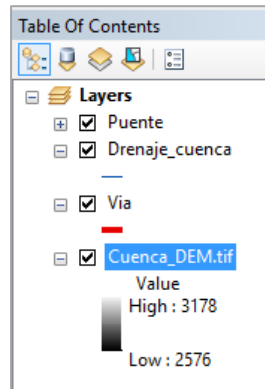 Table Of Contents
Layers
Puente
Drenaje_cuenca
Via
Cuenca_DEM.tif
Value
High : 3178
Low : 2576